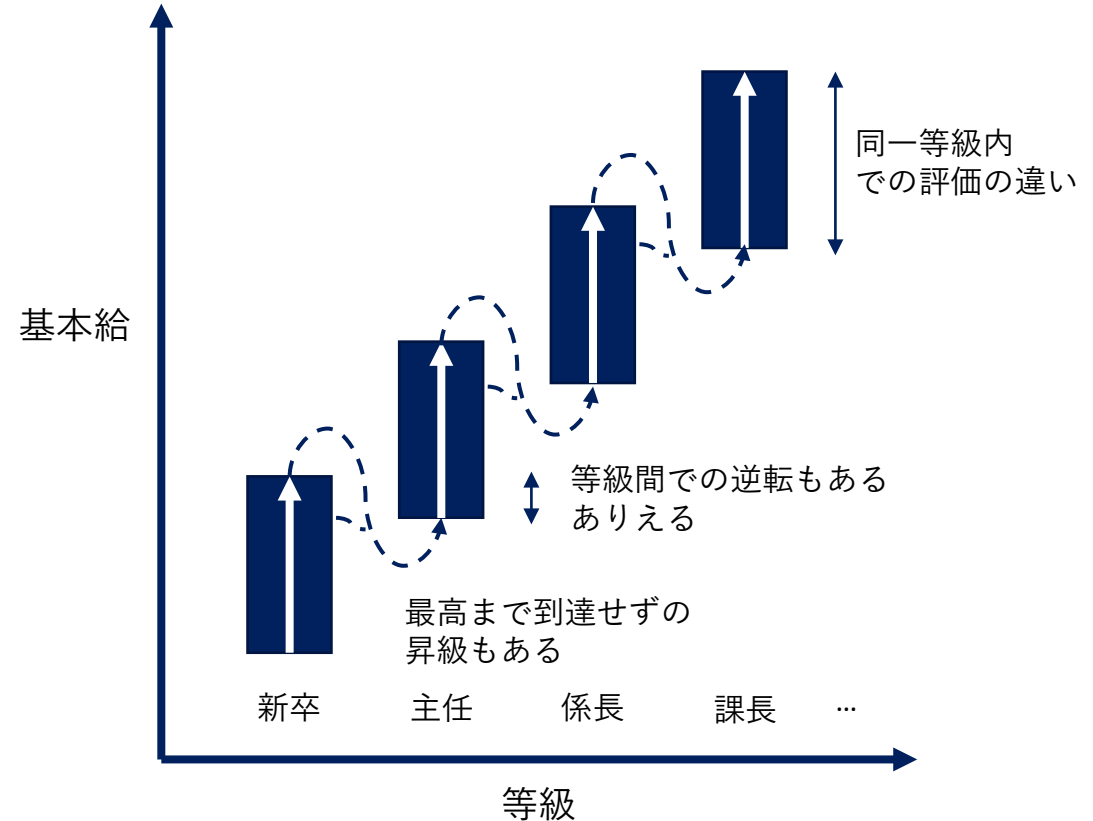 同一等級内
での評価の違い
基本給
等級間での逆転もある
ありえる
最高まで到達せずの
昇級もある
新卒
主任
係長
課長
…
等級